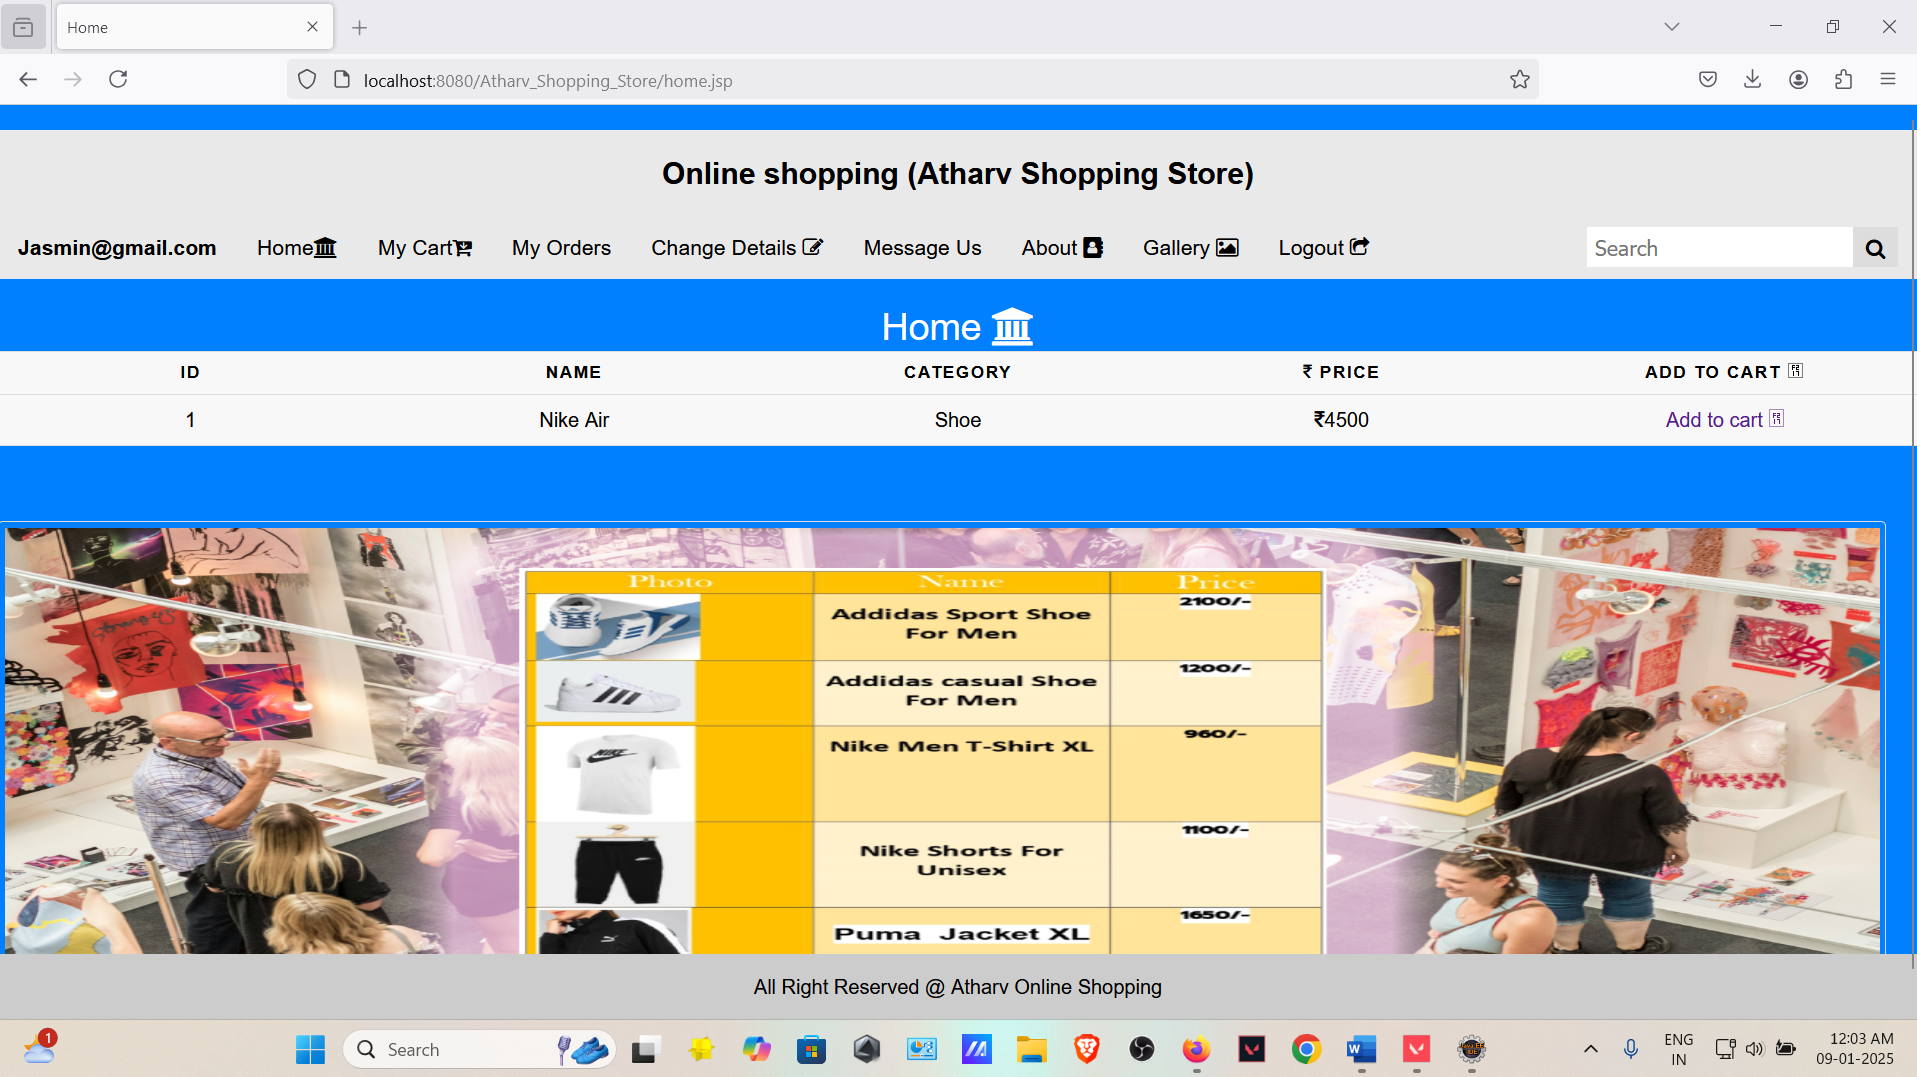 Home
localhost:8080/Atharv_Shopping_Store/home.jsp
Online shopping (Atharv Shopping Store)
Jasmin@gmail.com Home My Cart My Orders Change Details Message Us About Gallery Logout Search
Home
ID NAME CATEGORY ₹ PRICE ADD TO CART
1 Nike Air Shoe ₹4500 Add to cart
Photo Name Price
Addidas Sport Shoe For Men 2100/-
Addidas casual Shoe For Men 1200/-
Nike Men T-Shirt XL 960/-
NIKE
Nike Shorts For Unisex 1100/-
Puma Jacket XL 1650/-
All Right Reserved @ Atharv Online Shopping
1 Search W ENG IN 12:03 AM 09-01-2025